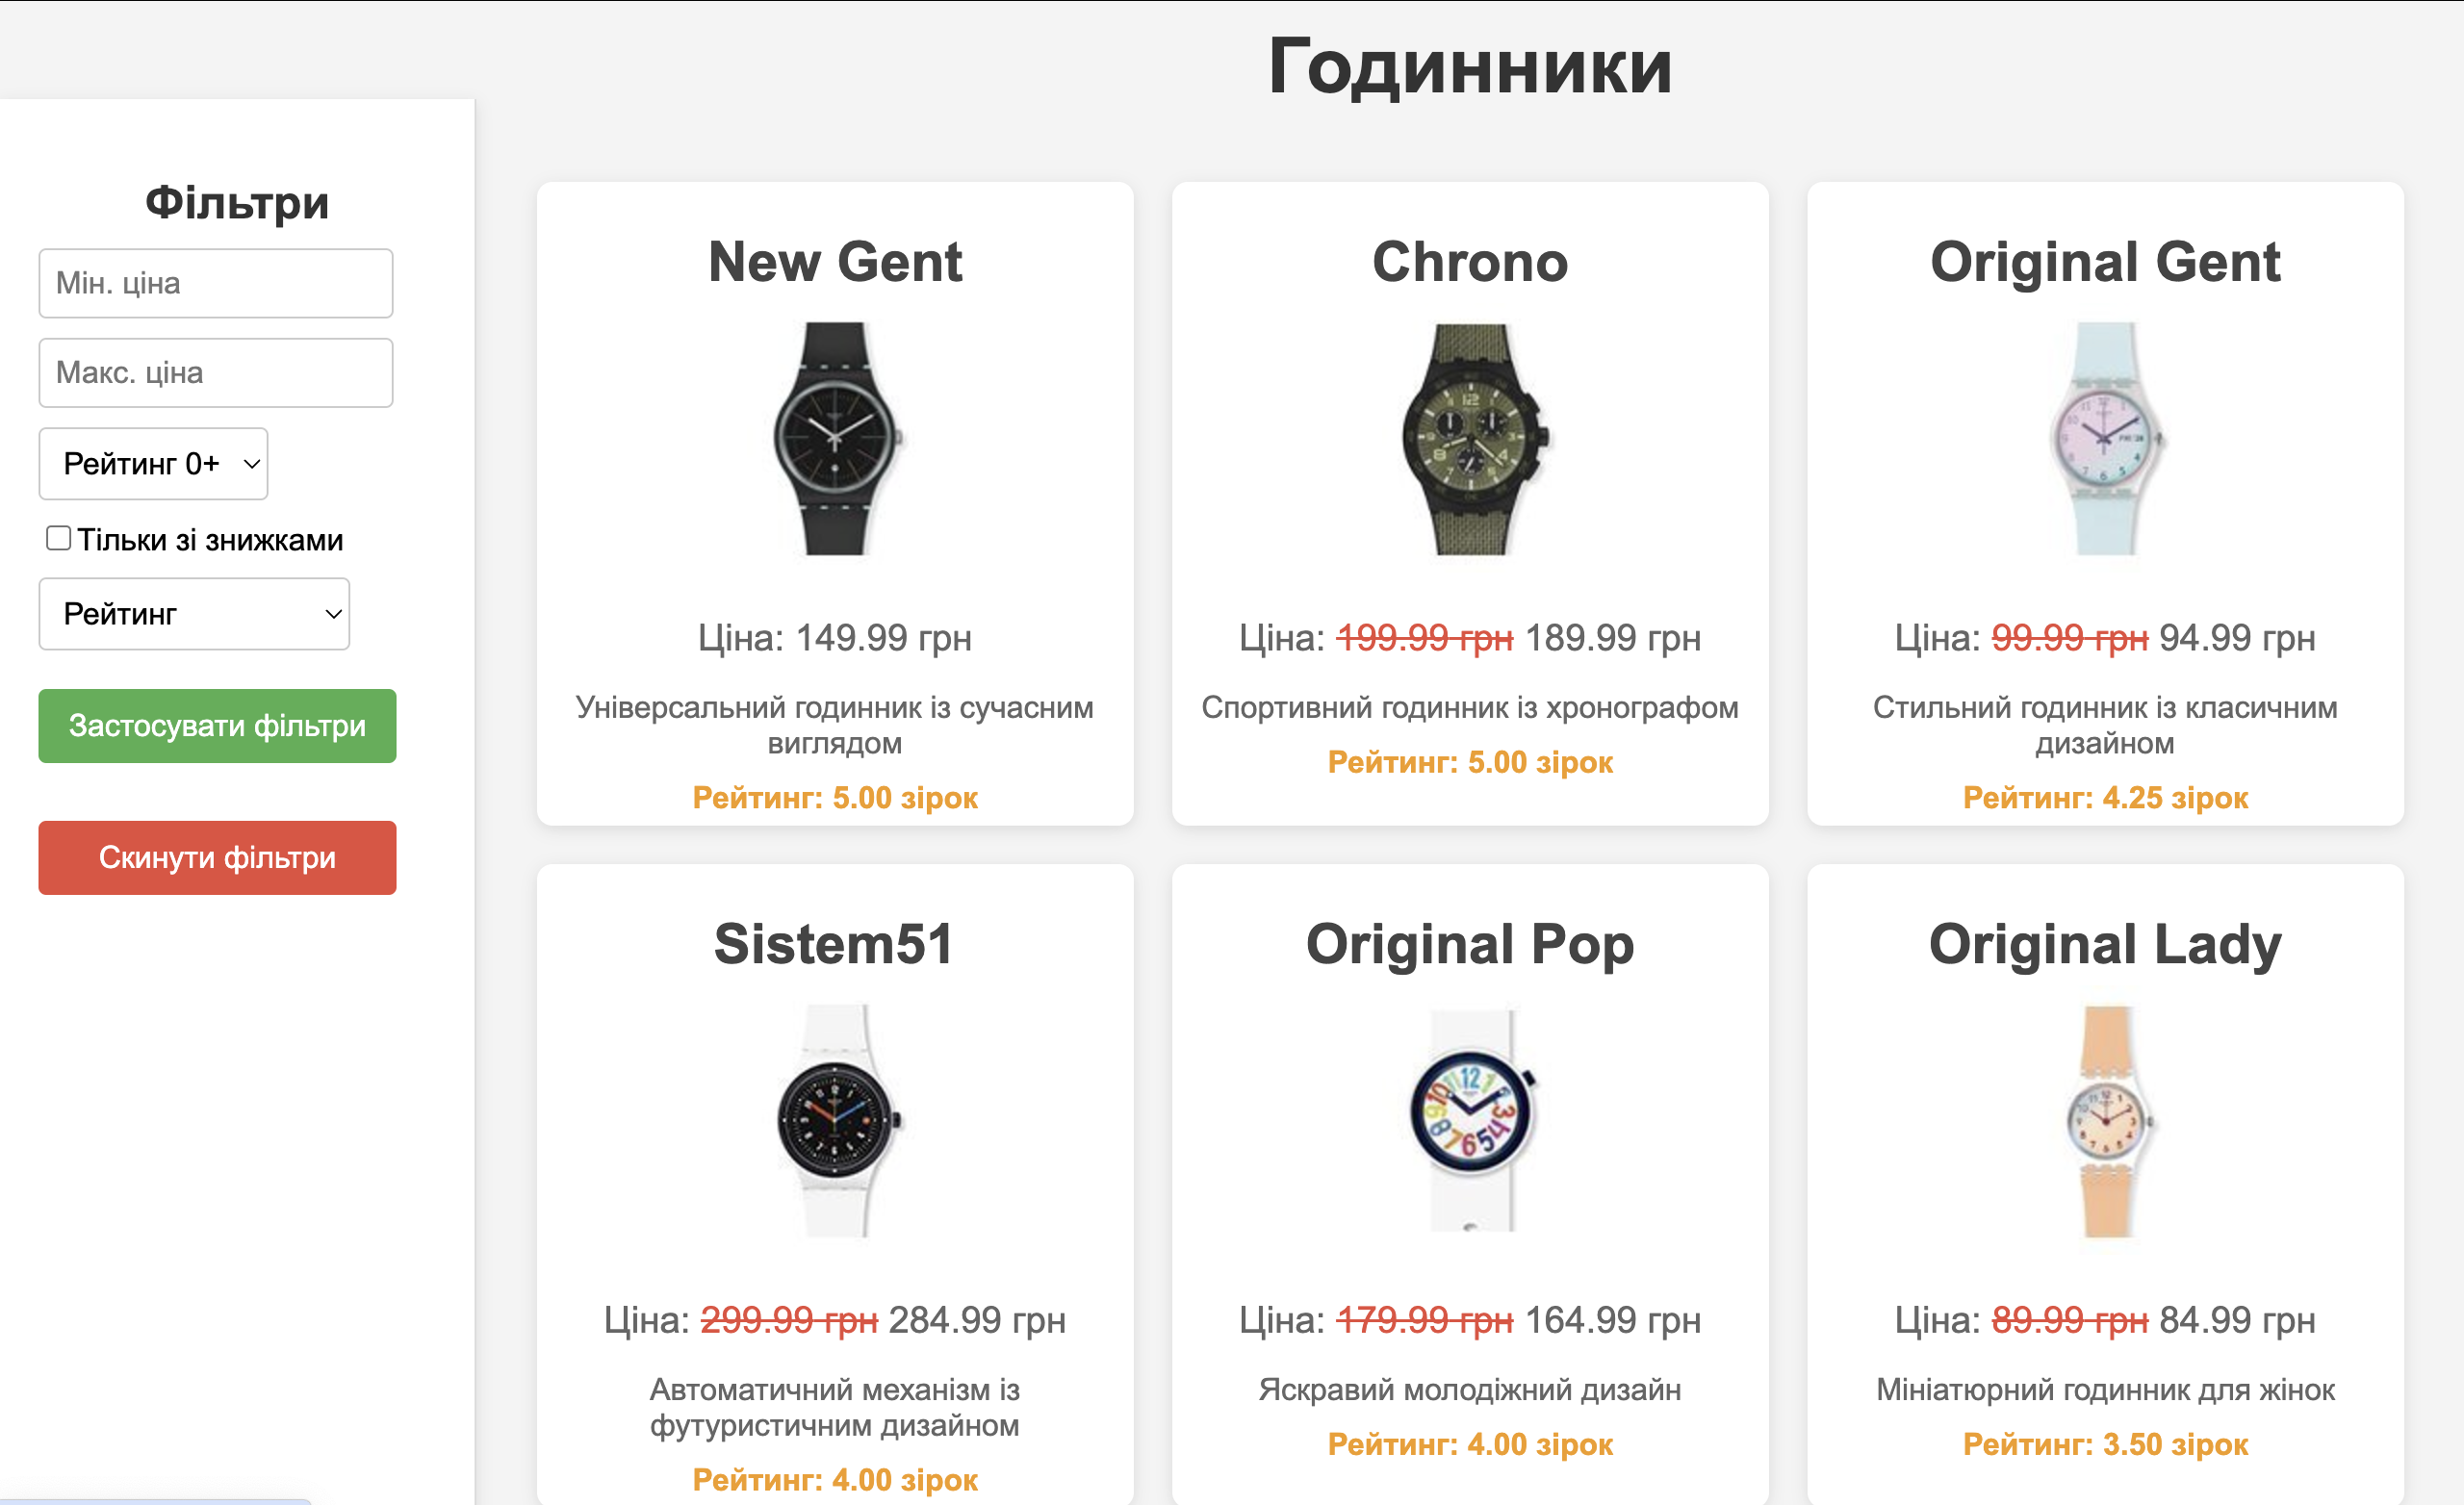 Годинники
Фільтри
Мін. ціна
Макс. ціна
Рейтинг 0+
Тільки зі знижками
Рейтинг
Застосувати фільтри
Скинути фільтри
New Gent
Ціна: 149.99 грн
Універсальний годинник із сучасним
виглядом
Рейтинг: 5.00 зірок
Chrono
Ціна: 199.99 грн 189.99 грн
Спортивний годинник із хронографом
Рейтинг: 5.00 зірок
Original Gent
Ціна: 99.99 грн 94.99 грн
Стильний годинник із класичним
дизайном
Рейтинг: 4.25 зірок
Sistem51
Ціна: 299.99 грн 284.99 грн
Автоматичний механізм із
футуристичним дизайном
Рейтинг: 4.00 зірок
Original Pop
Ціна: 179.99 грн 164.99 грн
Яскравий молодіжний дизайн
Рейтинг: 4.00 зірок
Original Lady
Ціна: 89.99 грн 84.99 грн
Мініатюрний годинник для жінок
Рейтинг: 3.50 зірок